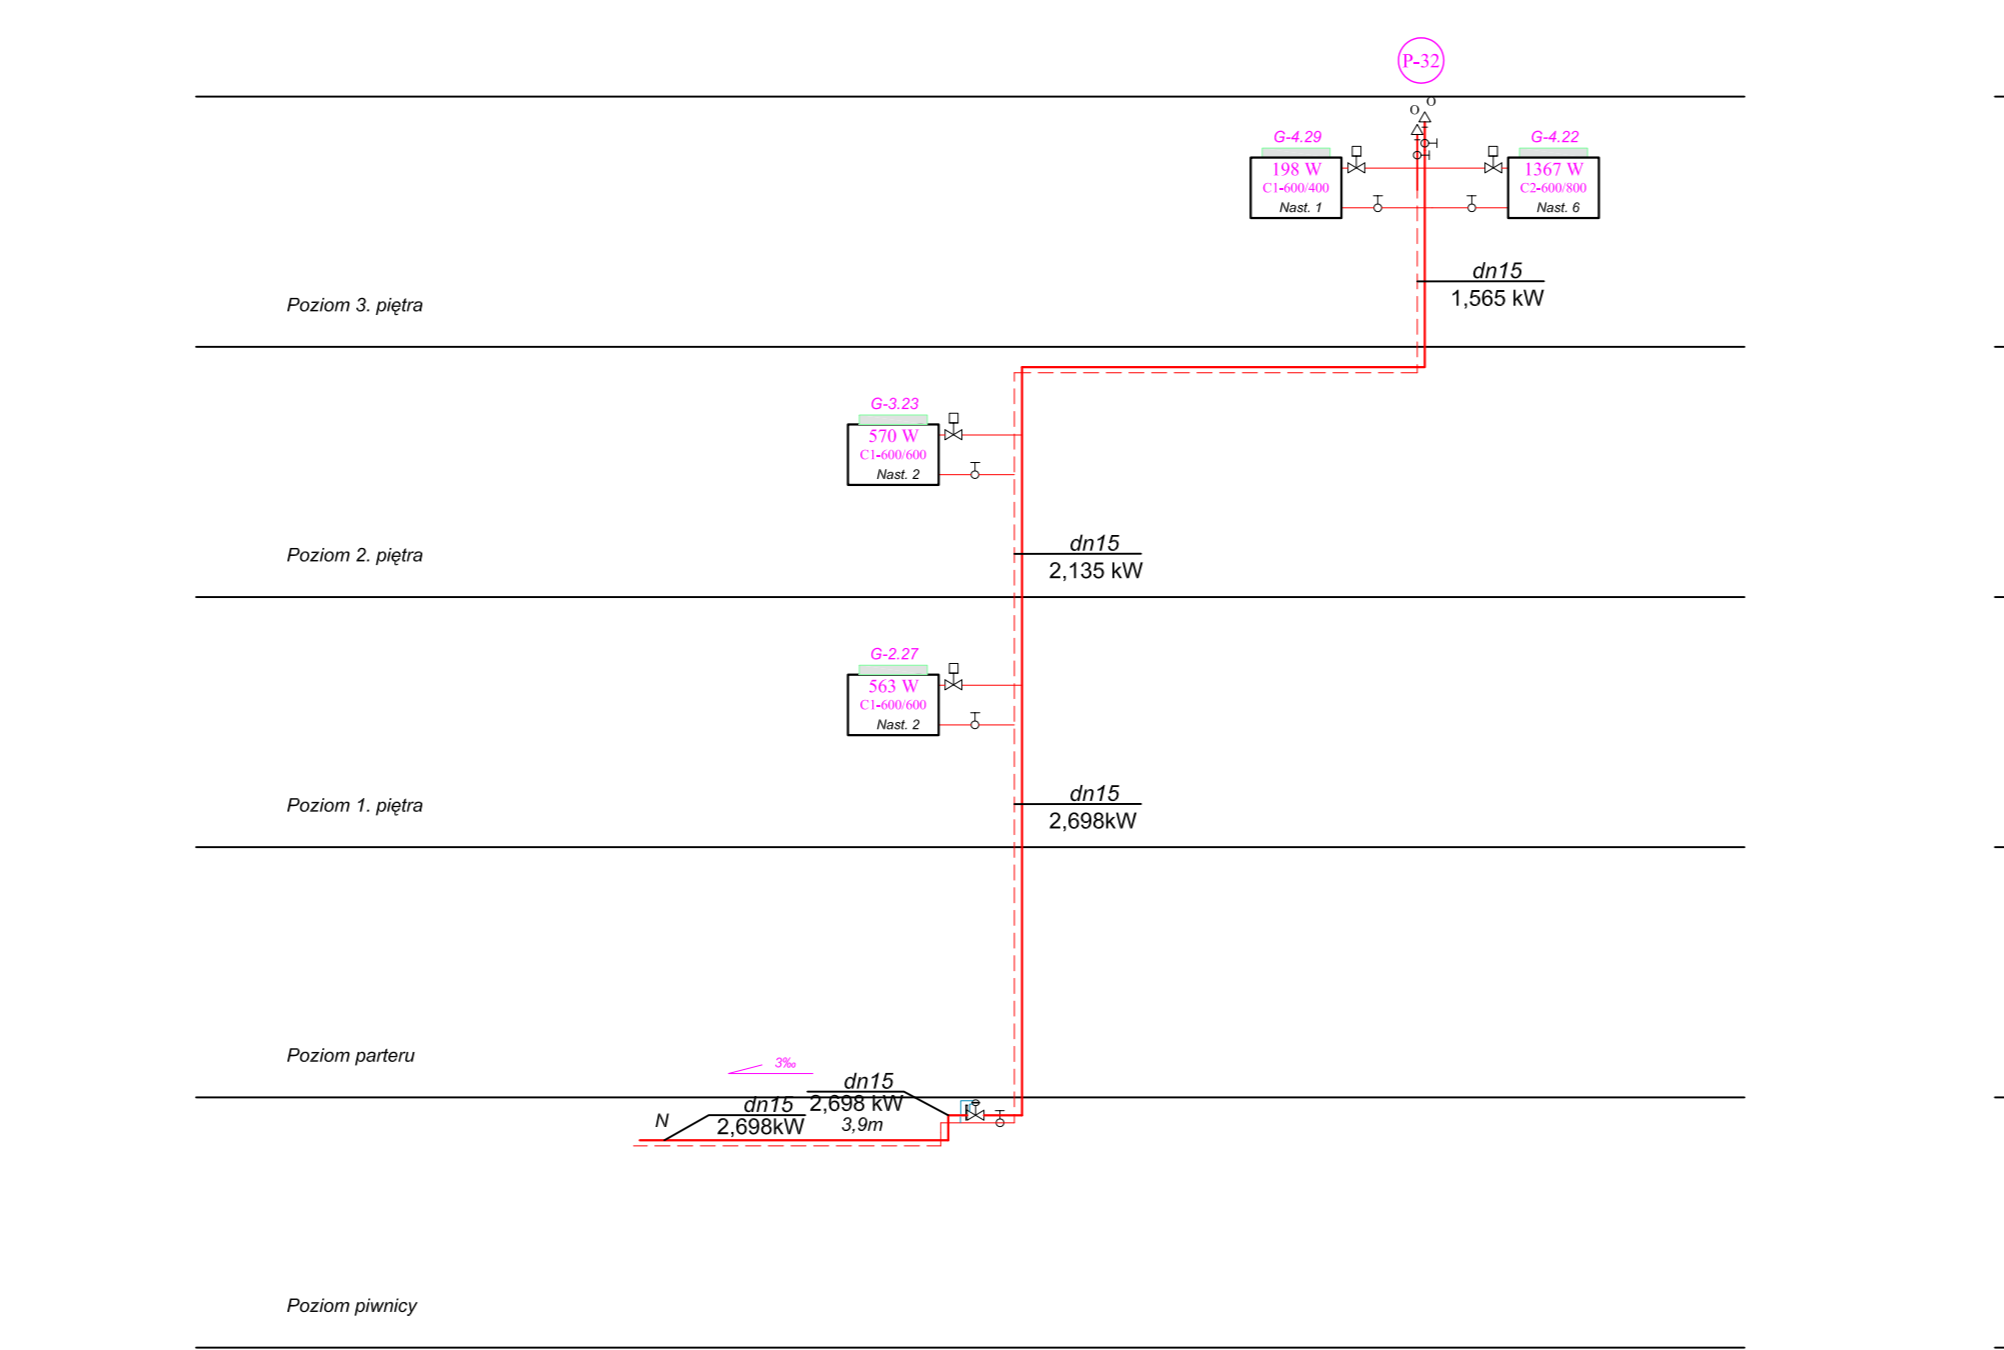 P-32
O
O
G-4.29
G-4.22
198 W
C1-600/400
Nast. 1
1367 W
C2-600/800
Nast. 6
dn15
1,565 kW
Poziom 3. piętra
G-3.23
570 W
C1-600/600
Nast. 2
dn15
2,135 kW
Poziom 2. piętra
G-2.27
563 W
C1-600/600
Nast. 2
dn15
2,698kW
Poziom 1. piętra
Poziom parteru
3‰
dn15
2,698 kW
3,9m
N
dn15
2,698kW
Poziom piwnicy